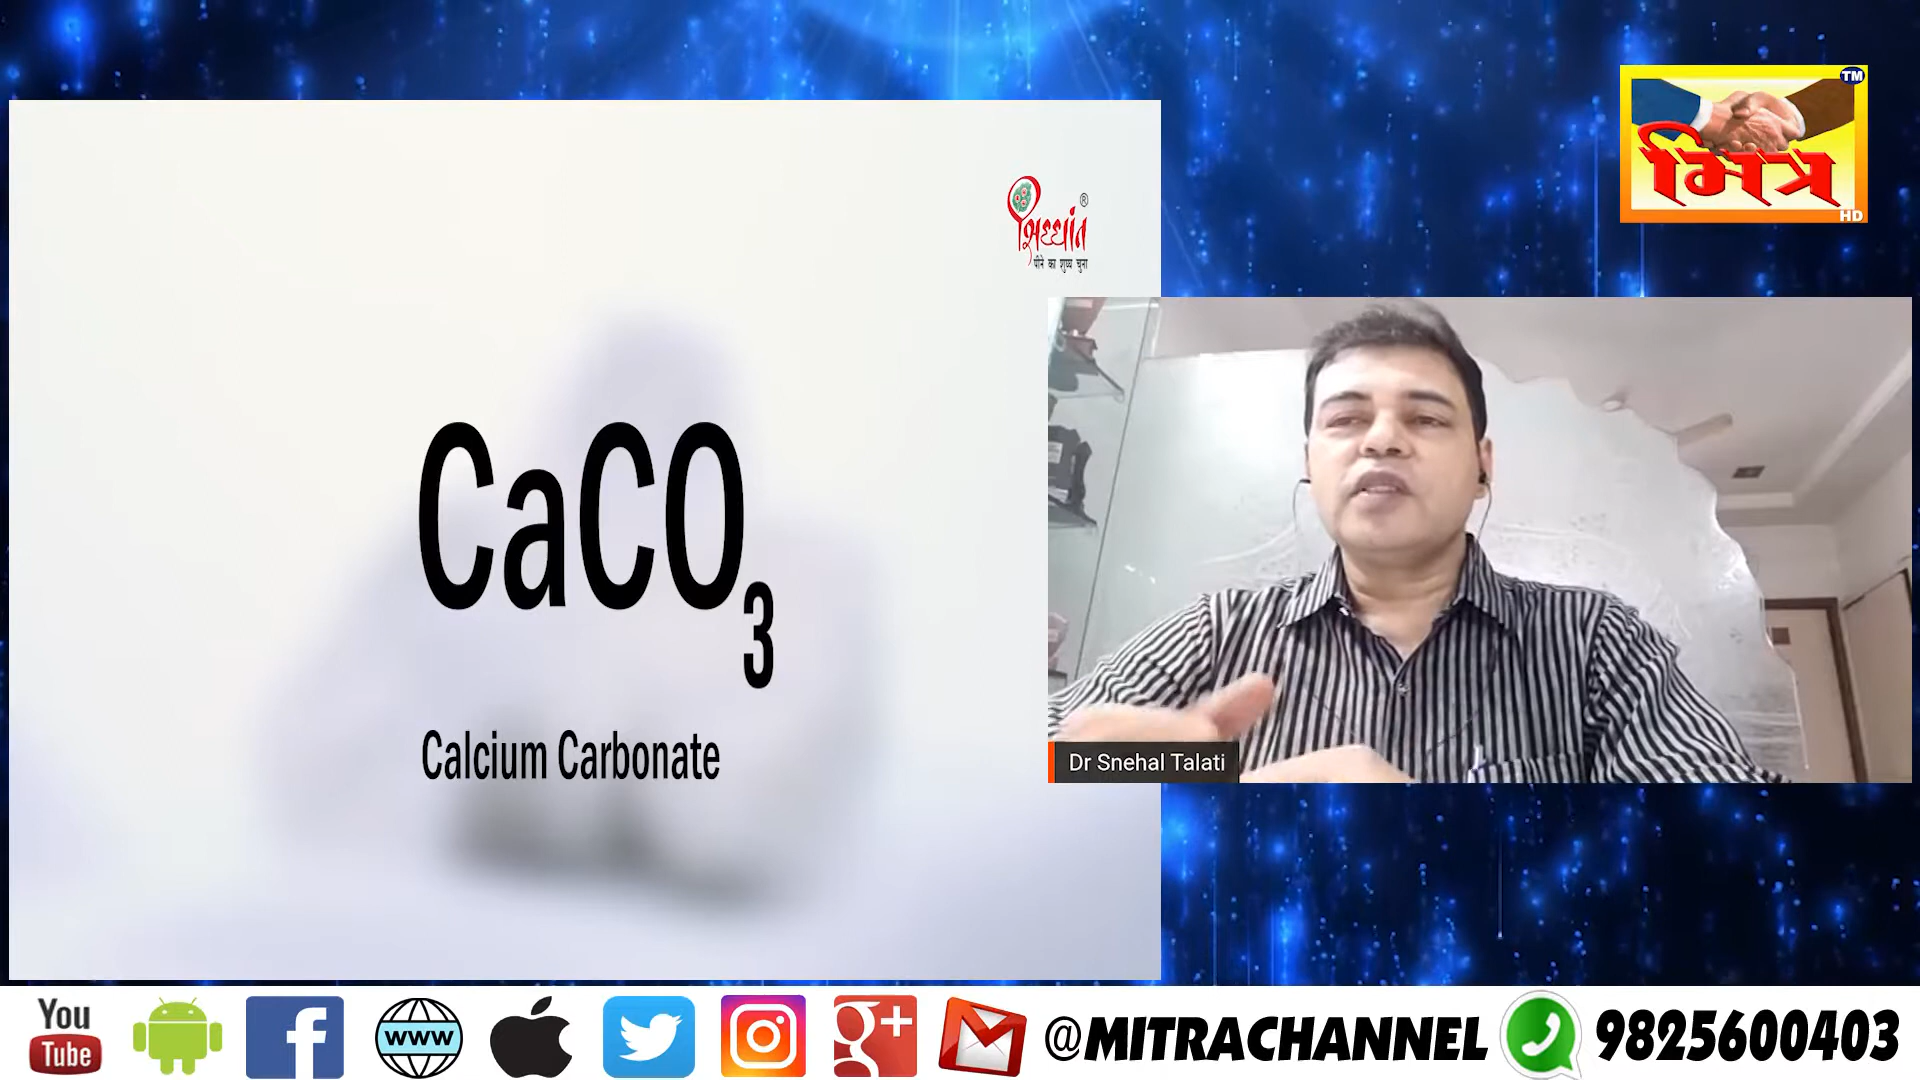 TM
मित्र
HD
®
सिध्धांत
पीने का शुध्ध चुना
CaCO3
Calcium Carbonate
Dr Snehal Talati
You Tube
f
www
g+
M
@MITRACHANNEL
9825600403